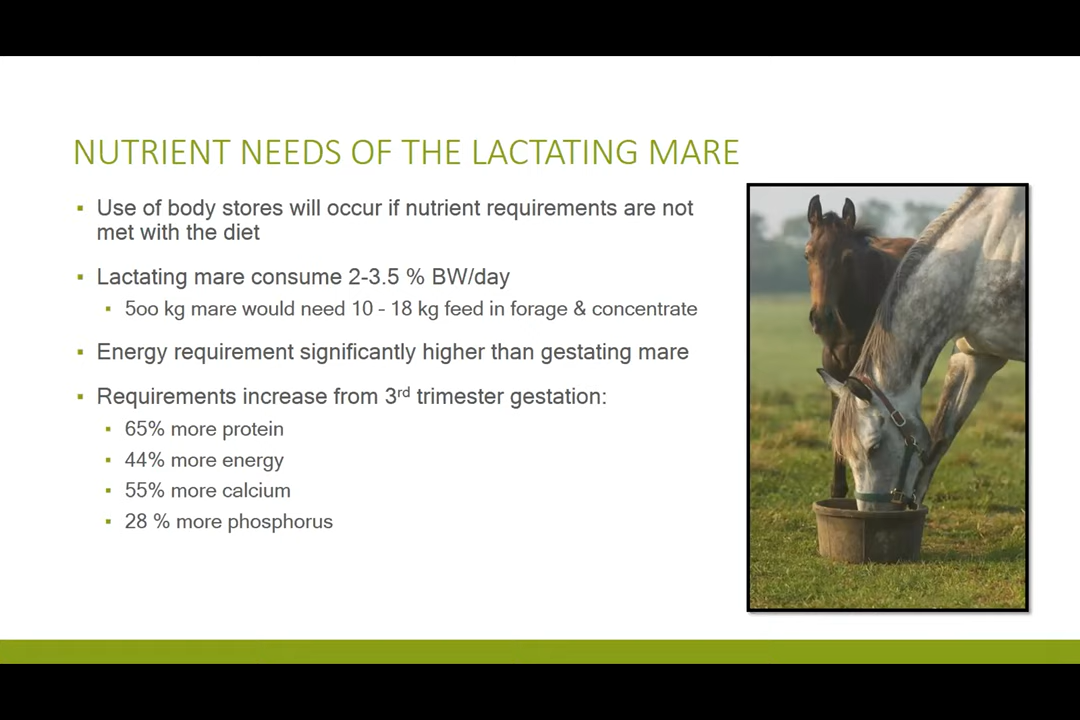 NUTRIENT NEEDS OF THE LACTATING MARE
▪ Use of body stores will occur if nutrient requirements are not
met with the diet
▪ Lactating mare consume 2-3.5 % BW/day
▪ 5oo kg mare would need 10 - 18 kg feed in forage & concentrate
▪ Energy requirement significantly higher than gestating mare
▪ Requirements increase from 3rd trimester gestation:
▪ 65% more protein
▪ 44% more energy
▪ 55% more calcium
▪ 28 % more phosphorus